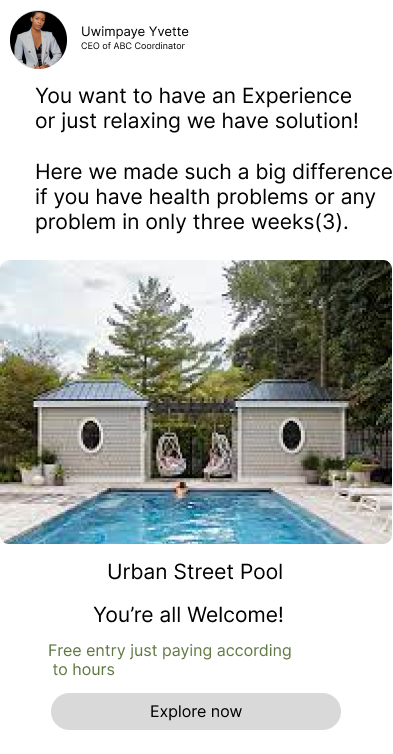 Uwimpaye Yvette
CEO of ABC Coordinator
You want to have an Experience
or just relaxing we have solution!
Here we made such a big difference
if you have health problems or any
problem in only three weeks(3).
Urban Street Pool
You’re all Welcome!
Free entry just paying according
to hours
Explore now